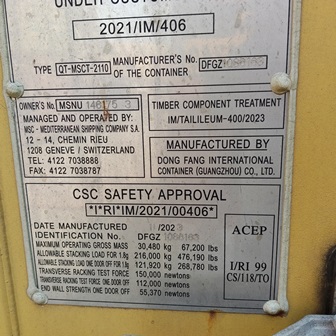 UNDER CUSTOMS
2021/IM/406
TYPE QT-MSCT-2110
MANUFACTURER'S No. OF THE CONTAINER DFGZ
OWNER'S No. MSNU
MANAGED AND OPERATED BY:
MSC - MEDITERRANEAN SHIPPING COMPANY S.A.
12 - 14, CHEMIN RIEU
1208 GENEVE / SWITZERLAND
TEL: 4122 7038888
FAX: 4122 7038787
TIMBER COMPONENT TREATMENT
IM/TAILILEUM-400/2023
MANUFACTURED BY
DONG FANG INTERNATIONAL
CONTAINER (GUANGZHOU) CO., LTD.
CSC SAFETY APPROVAL
*I*RI*IM/2021/00406*
DATE MANUFACTURED /2023
IDENTIFICATION No. DFGZ
MAXIMUM OPERATING GROSS MASS 30,480 kg 67,200 lbs
ALLOWABLE STACKING LOAD FOR 1.8g 216,000 kg 476,190 lbs
ALLOWABLE STACKING LOAD ONE DOOR OFF FOR 1.8g 121,920 kg 268,780 lbs
TRANSVERSE RACKING TEST FORCE 150,000 newtons
TRANSVERSE RACKING ONE DOOR OFF 112,000 newtons
END WALL STRENGTH ONE DOOR OFF 55,370 newtons
ACEP
I/RI 99
CS/118/TO